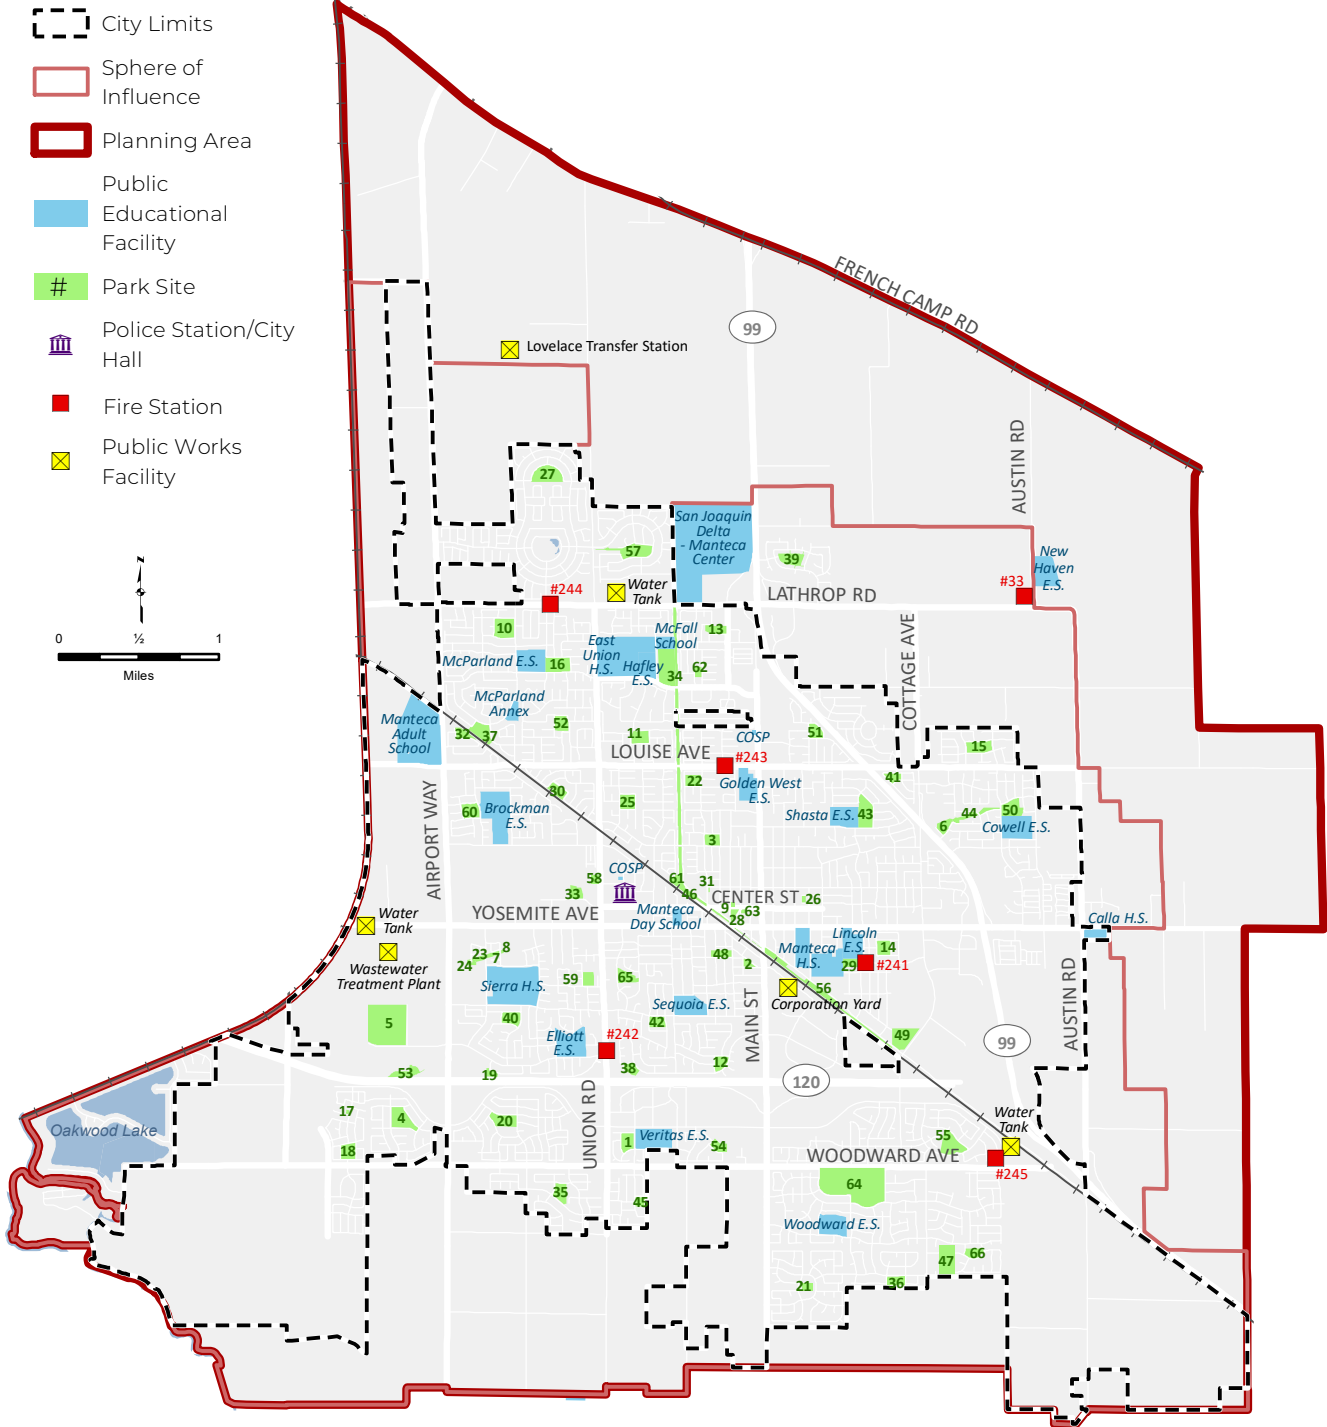 City Limits
Sphere of
Influence
Planning Area
Public
Educational
Facility
#
Park Site
Police Station/City
Hall
Fire Station
Public Works
Facility
N
0 ½ 1
Miles
FRENCH CAMP RD
99
Lovelace Transfer Station
AUSTIN RD
27
San Joaquin
Delta
- Manteca
Center
57
39
New
Haven
E.S.
#33
#244
Water
Tank
LATHROP RD
10
McFall
School
13
East
Union
H.S.
Hafley
E.S.
McParland E.S.
16
34
62
COTTAGE AVE
McParland
Annex
Manteca
Adult
School
32
37
52
11
COSP
51
15
LOUISE AVE
#243
41
22
Golden West
E.S.
30
25
60
Brockman
E.S.
Shasta E.S.
43
6
44
50
Cowell E.S.
AIRPORT WAY
3
COSP
58
33
61
31
46
CENTER ST
26
9
63
28
YOSEMITE AVE
Manteca
Day School
Calla H.S.
Water
Tank
Wastewater
Treatment Plant
24
23
7
8
48
2
Manteca
H.S.
Lincoln
E.S.
14
29
#241
Sierra H.S.
59
65
56
Corporation Yard
Sequoia E.S.
MAIN ST
AUSTIN RD
5
40
42
Elliott
E.S.
#242
49
99
53
19
38
12
120
17
4
18
20
Oakwood Lake
UNION RD
1
Veritas E.S.
54
55
Water
Tank
WOODWARD AVE
#245
35
45
64
Woodward E.S.
47
66
21
36